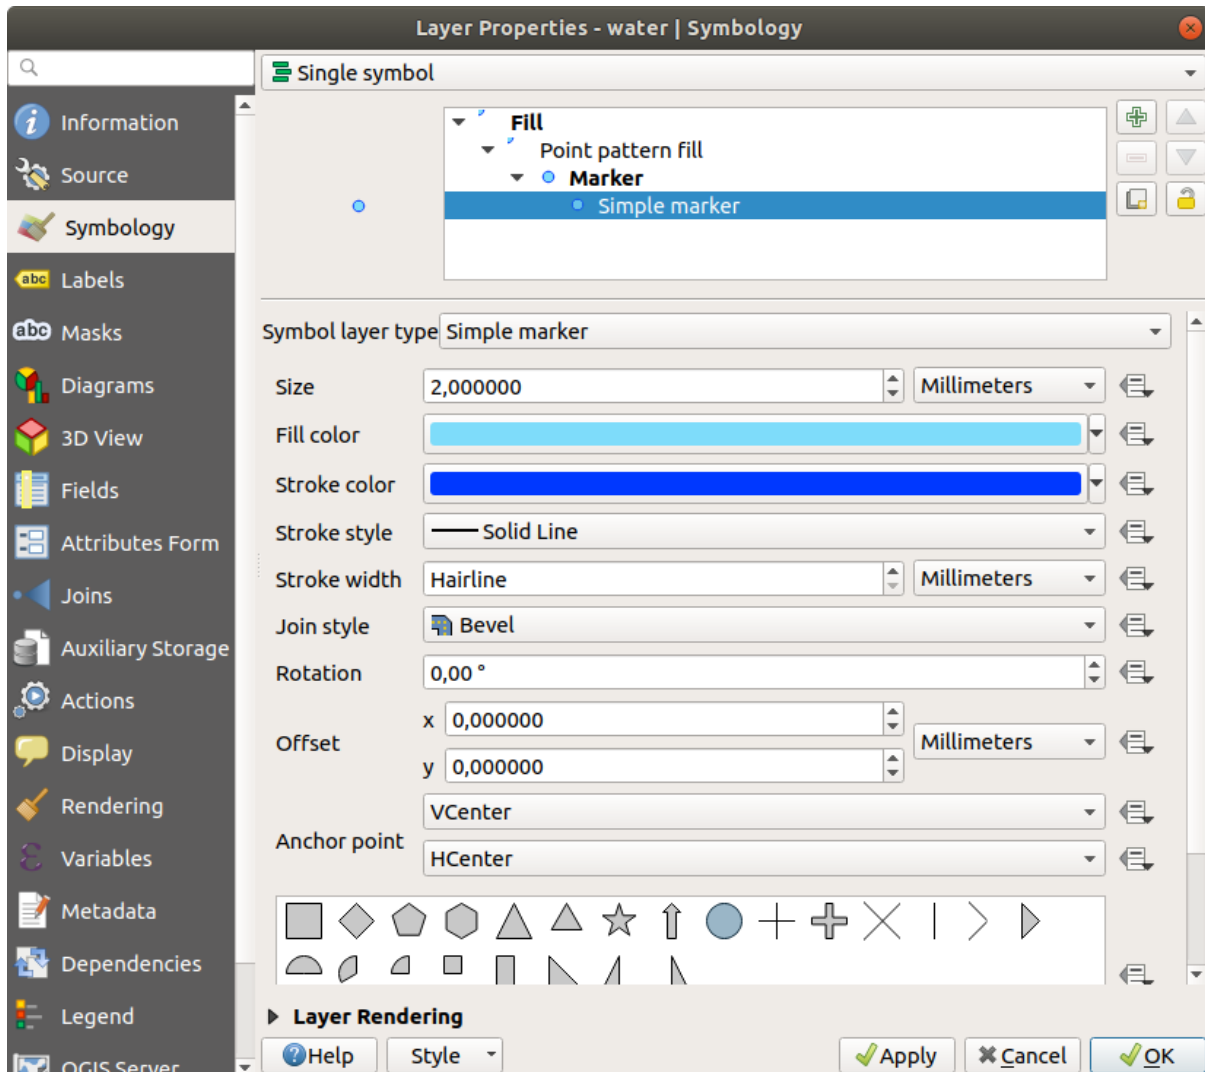 Layer Properties - water | Symbology
Single symbol
Information
Source
Symbology
abc Labels
abc Masks
Diagrams
3D View
Fields
Attributes Form
Joins
Auxiliary Storage
Actions
Display
Rendering
Variables
Metadata
Dependencies
Legend
QGIS Server
Fill
Point pattern fill
Marker
Simple marker
Symbol layer type Simple marker
Size 2,000000 Millimeters
Fill color
Stroke color
Stroke style Solid Line
Stroke width Hairline Millimeters
Join style Bevel
Rotation 0,00 °
Offset x 0,000000 Millimeters
y 0,000000
Anchor point VCenter
HCenter
Layer Rendering
Help Style Apply Cancel OK